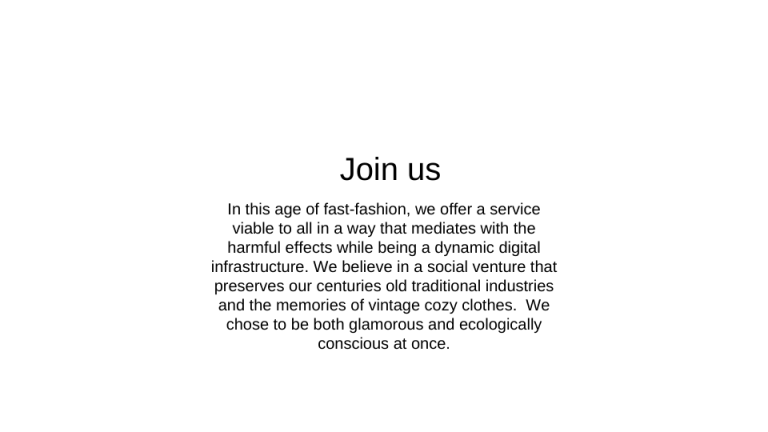 Join us
In this age of fast-fashion, we offer a service
viable to all in a way that mediates with the
harmful effects while being a dynamic digital
infrastructure. We believe in a social venture that
preserves our centuries old traditional industries
and the memories of vintage cozy clothes.  We
chose to be both glamorous and ecologically
conscious at once.